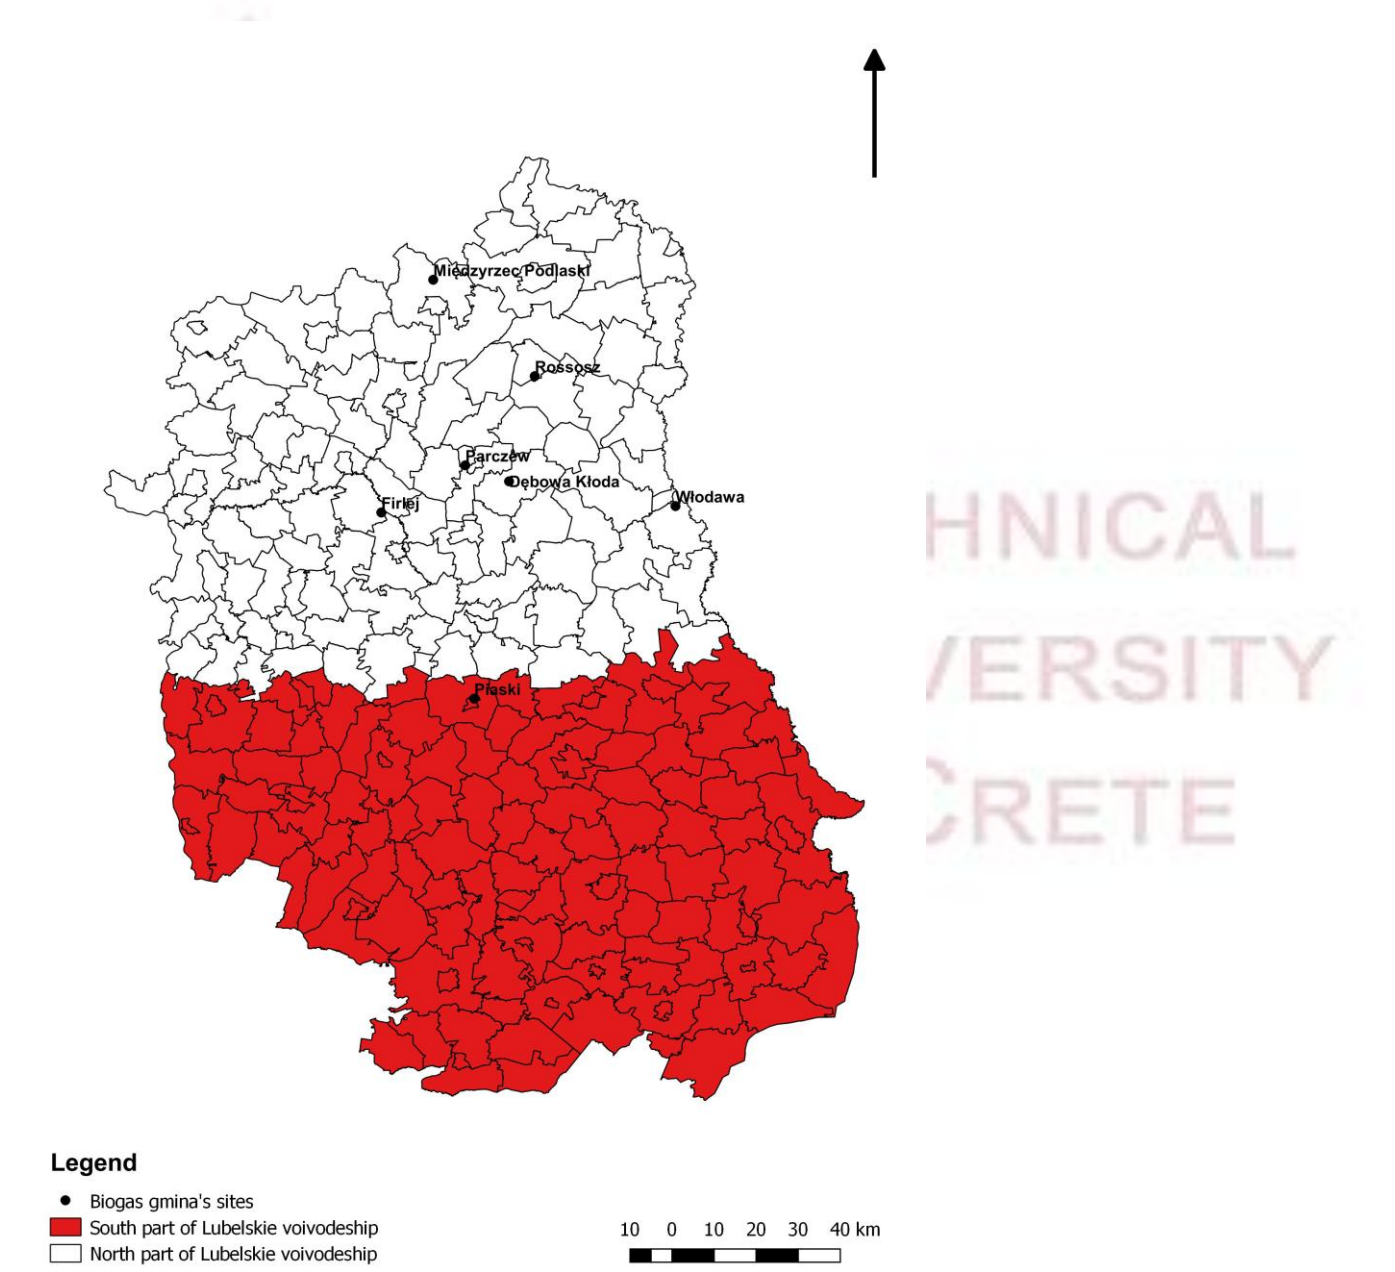 Międzyrzec Podlaski
Rossosz
Parczew
Dębowa Kłoda
Firlej
Włodawa
HNICAL
VERSITY
CRETE
Piaski
Legend
Biogas gmina's sites
South part of Lubelskie voivodeship
North part of Lubelskie voivodeship
10 0 10 20 30 40 km